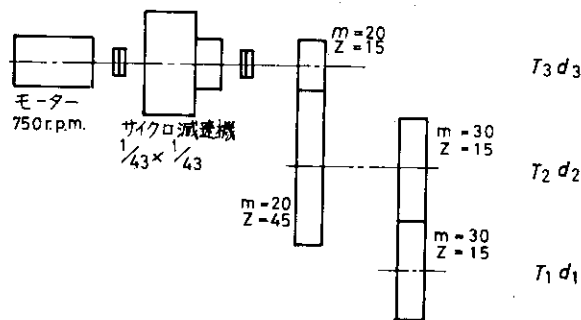 m=20
Z=15
T₃ d₃
モーター
750 r.p.m.
サイクロ減速機
1/43 × 1/43
m=30
Z=15
T₂ d₂
m=20
Z=45
m=30
Z=15
T₁ d₁